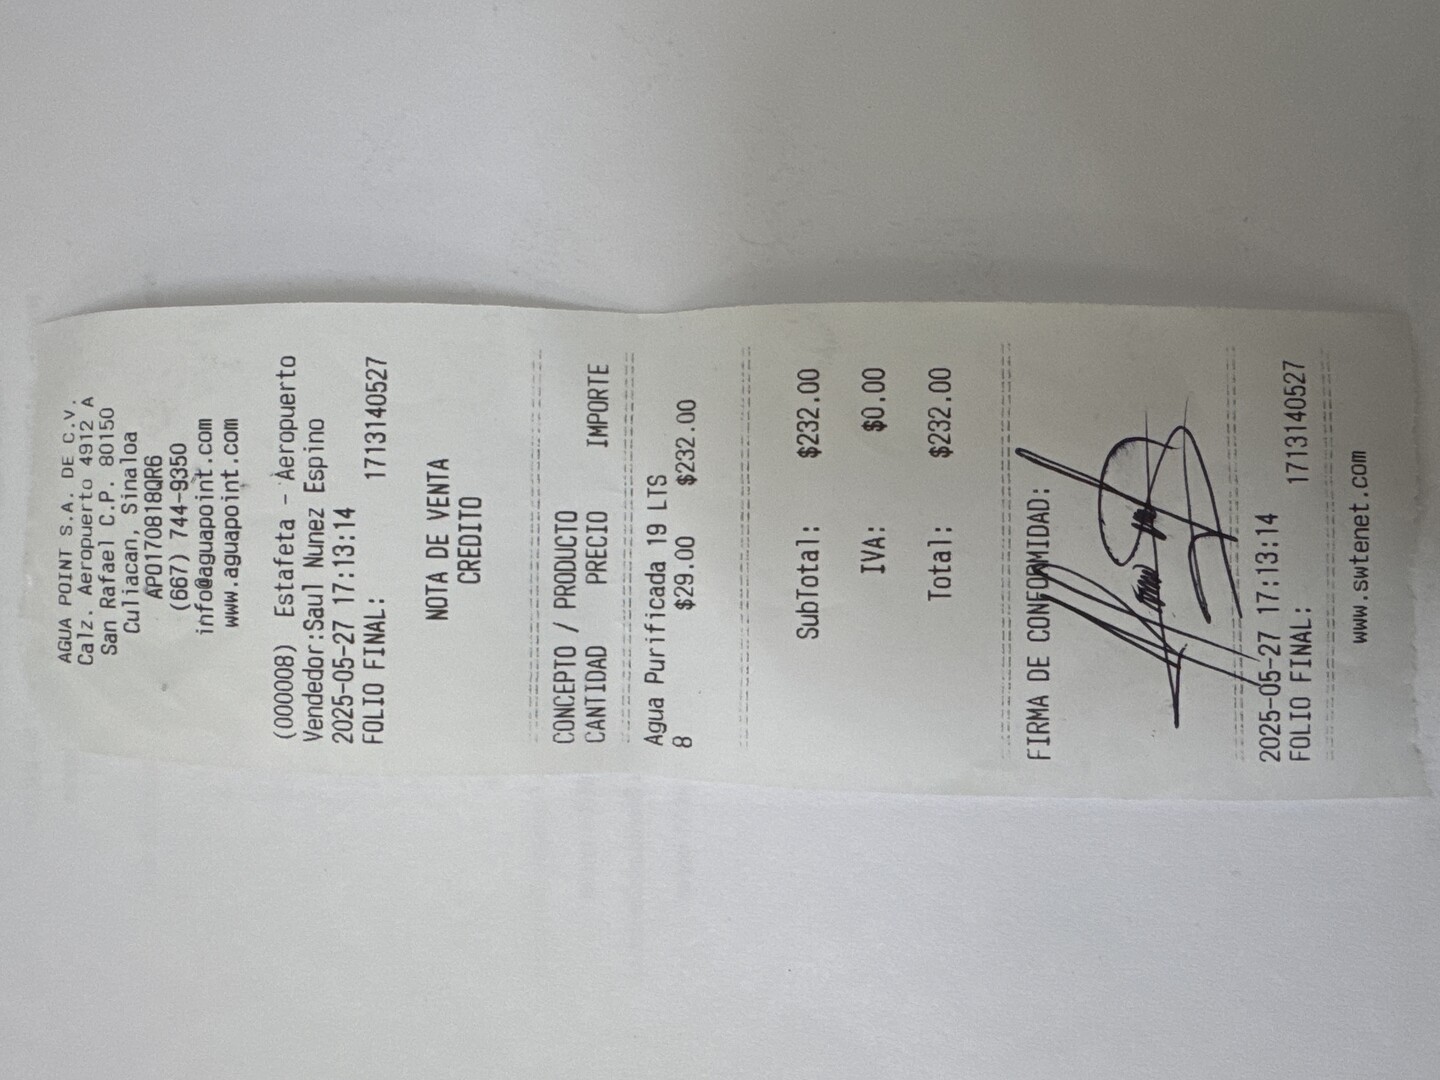 AGUA POINT S.A. DE C.V.
Calz. Aeropuerto 4912 A
San Rafael C.P. 80150
Culiacan, Sinaloa
APO170818QR6
(667) 744-9350
info@aguapoint.com
www.aguapoint.com
(000008) Estafeta - Aeropuerto
Vendedor:Saul Nunez Espino
2025-05-27 17:13:14
FOLIO FINAL: 1713140527
NOTA DE VENTA
CREDITO
CONCEPTO / PRODUCTO
CANTIDAD PRECIO IMPORTE
Agua Purificada 19 LTS
8 $29.00 $232.00
SubTotal: $232.00
IVA: $0.00
Total: $232.00
FIRMA DE CONFORMIDAD:
2025-05-27 17:13:14
FOLIO FINAL: 1713140527
www.swtenet.com